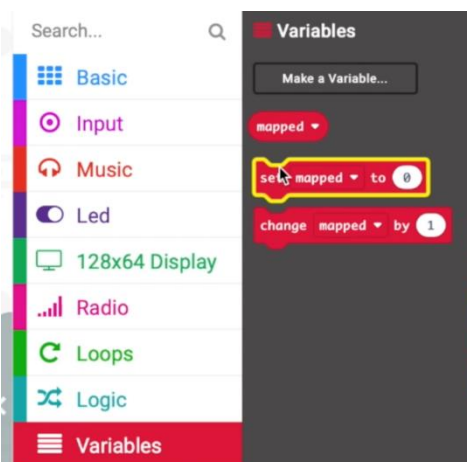 Search...
Basic
Input
Music
Led
128x64 Display
Radio
Loops
Logic
Variables
Variables
Make a Variable...
mapped
set mapped to 0
change mapped by 1